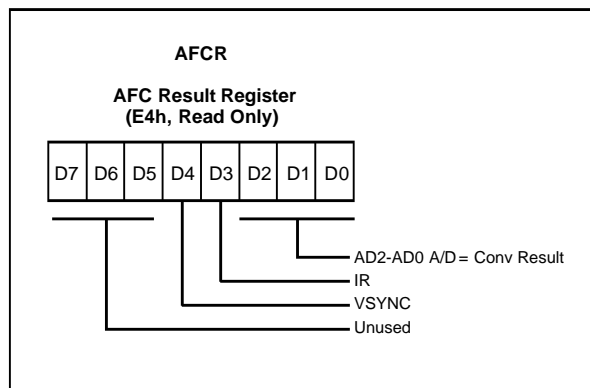 AFCR
AFC Result Register
(E4h, Read Only)
D7 D6 D5 D4 D3 D2 D1 D0
AD2-AD0 A/D = Conv Result
IR
VSYNC
Unused